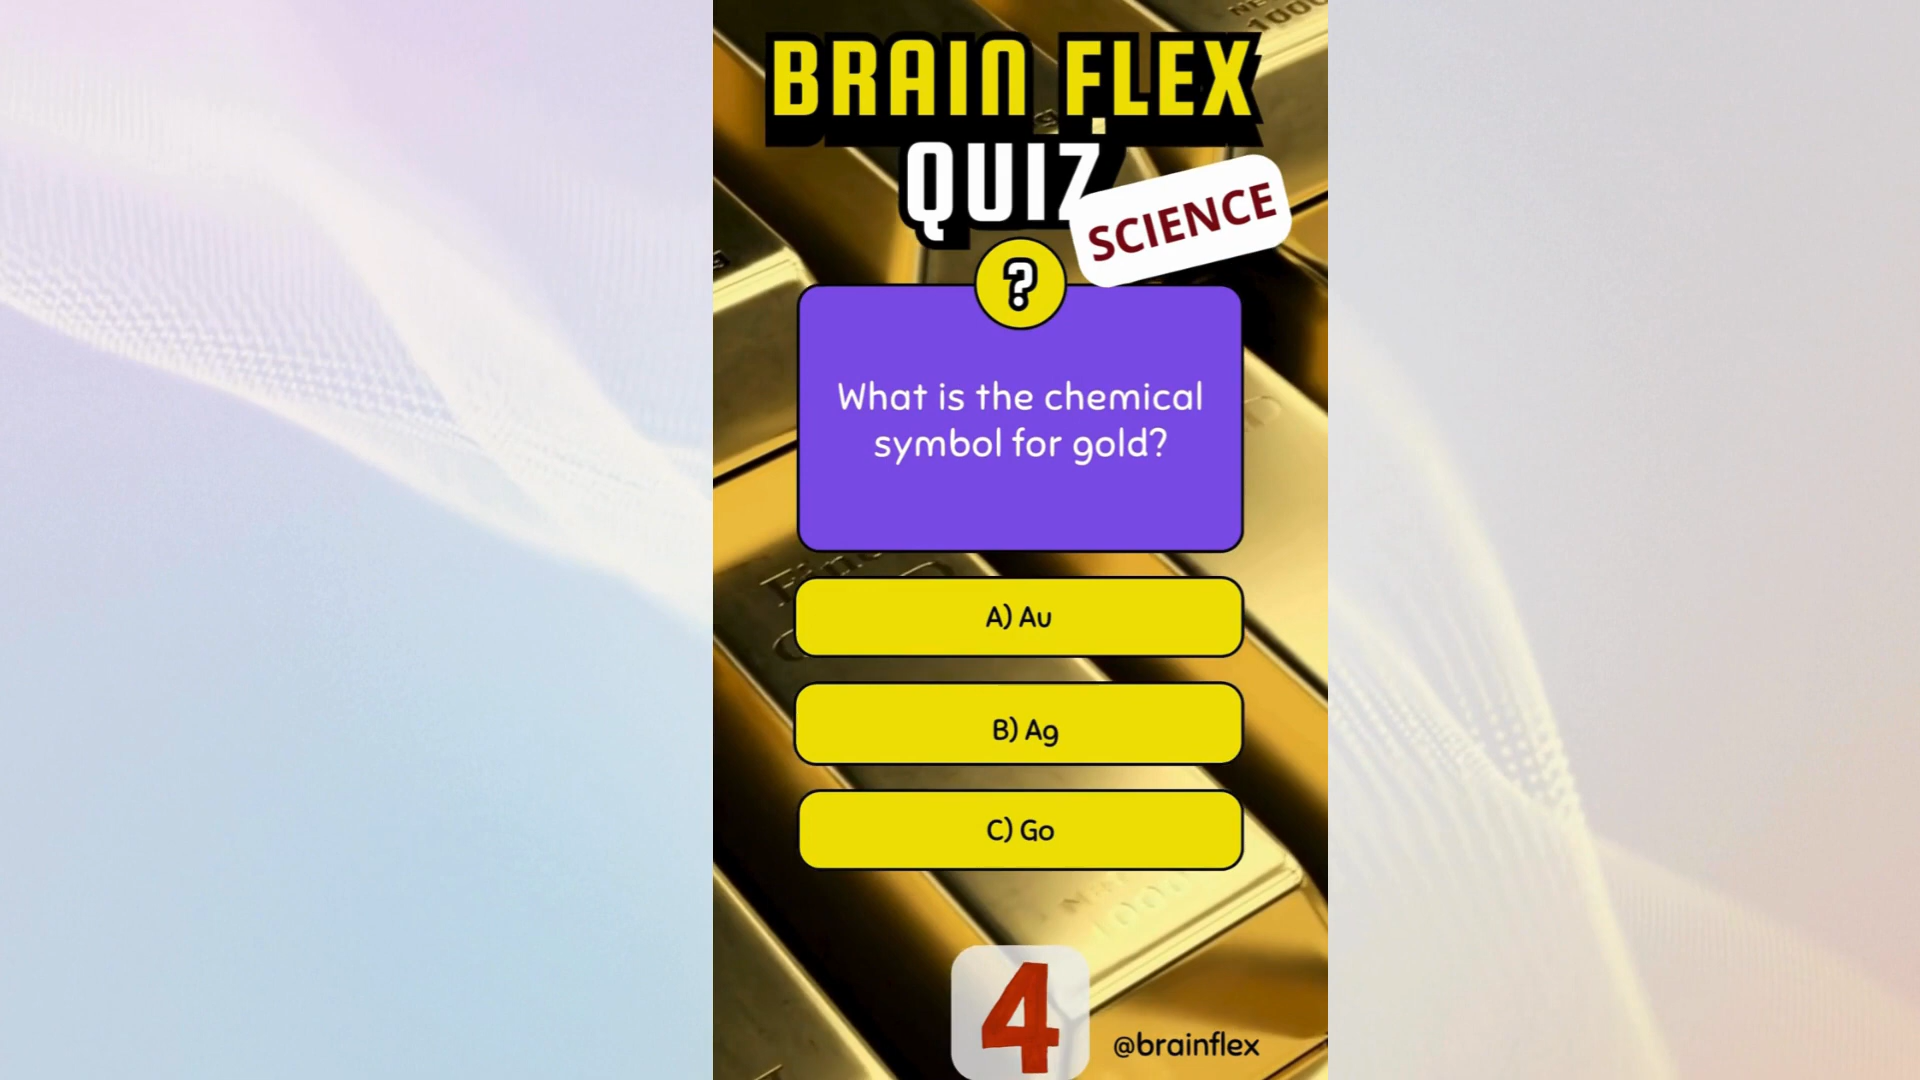 BRAIN FLEX
QUIZ
SCIENCE
?
What is the chemical
symbol for gold?
A) Au
B) Ag
C) Go
4
@brainflex